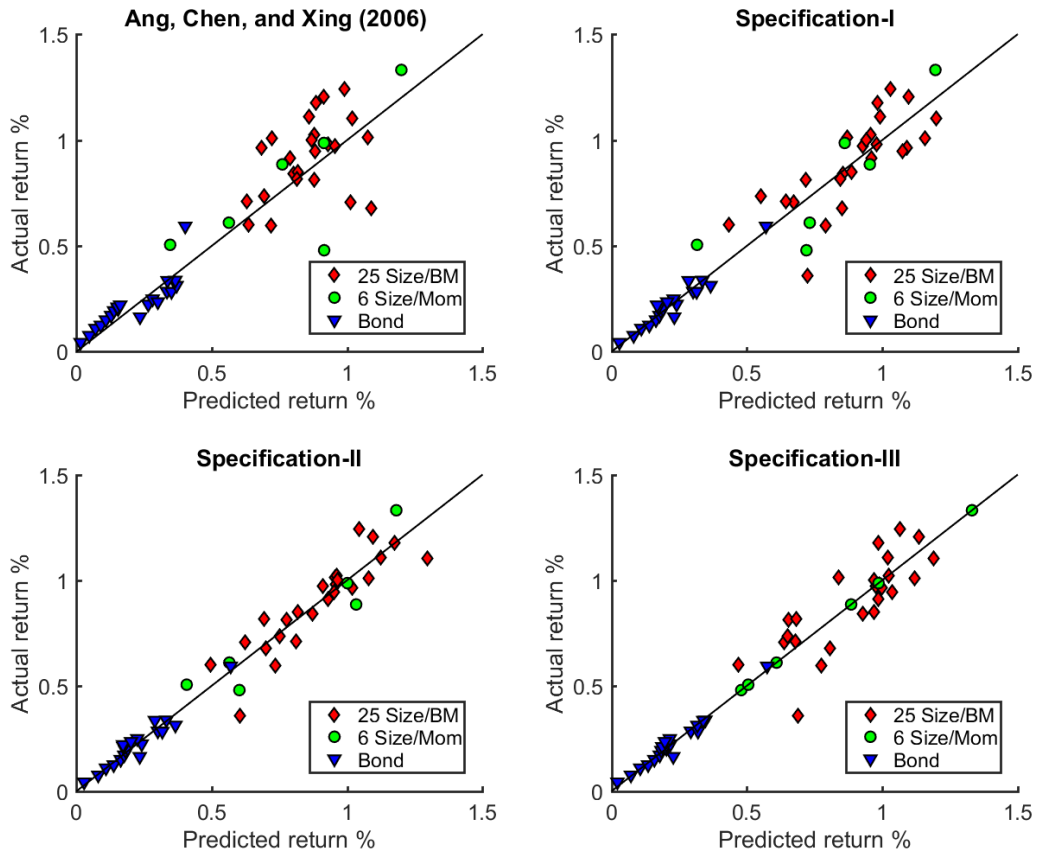 Ang, Chen, and Xing (2006)
1.5
1
0.5
0
Actual return %
25 Size/BM
6 Size/Mom
Bond
0
0.5
1
1.5
Predicted return %
Specification-I
1.5
1
0.5
0
Actual return %
25 Size/BM
6 Size/Mom
Bond
0
0.5
1
1.5
Predicted return %
Specification-II
1.5
1
0.5
0
Actual return %
25 Size/BM
6 Size/Mom
Bond
0
0.5
1
1.5
Predicted return %
Specification-III
1.5
1
0.5
0
Actual return %
25 Size/BM
6 Size/Mom
Bond
0
0.5
1
1.5
Predicted return %